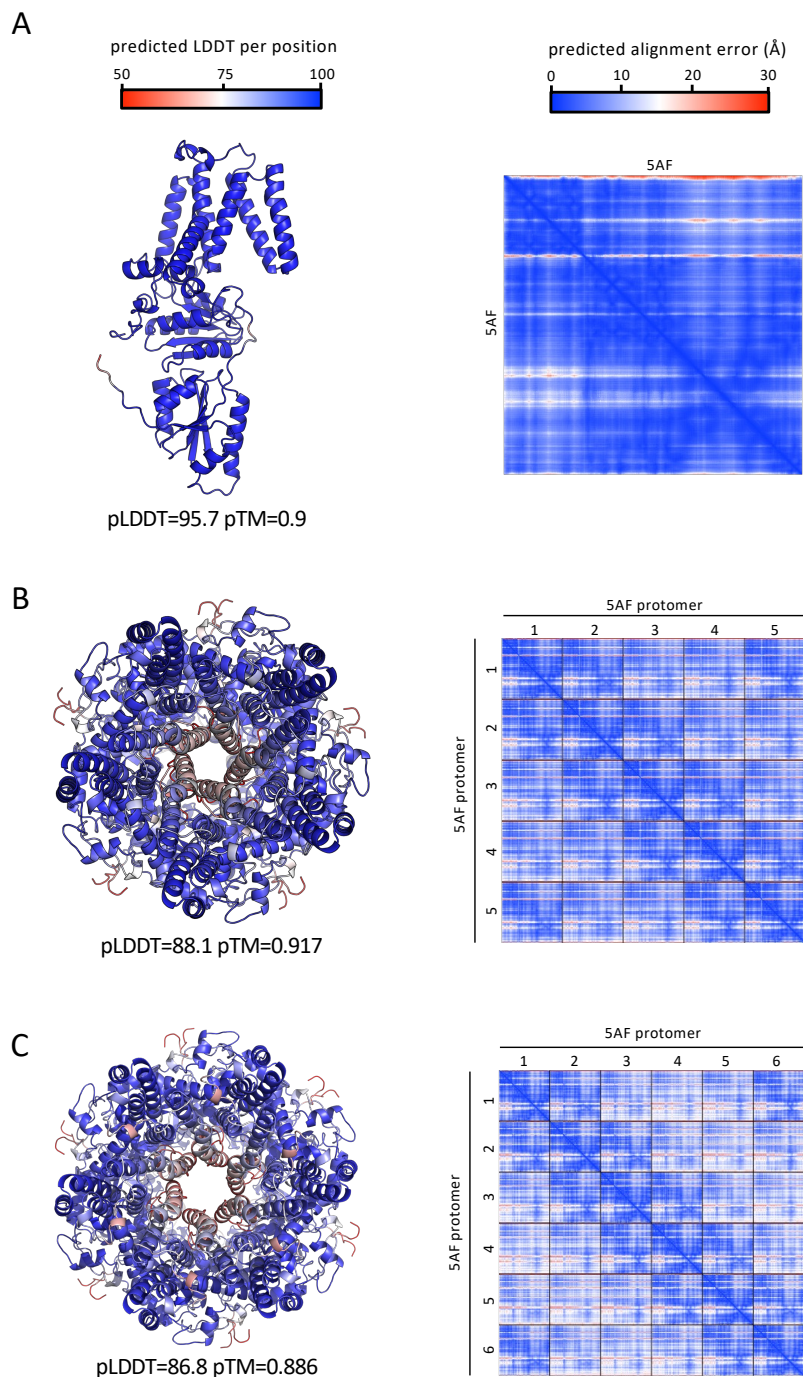 A
predicted LDDT per position
50 75 100
predicted alignment error (Å)
0 10 20 30
5AF
5AF
pLDDT=95.7 pTM=0.9
B
5AF protomer
1 2 3 4 5
5AF protomer
1
2
3
4
5
pLDDT=88.1 pTM=0.917
C
5AF protomer
1 2 3 4 5 6
5AF protomer
1
2
3
4
5
6
pLDDT=86.8 pTM=0.886